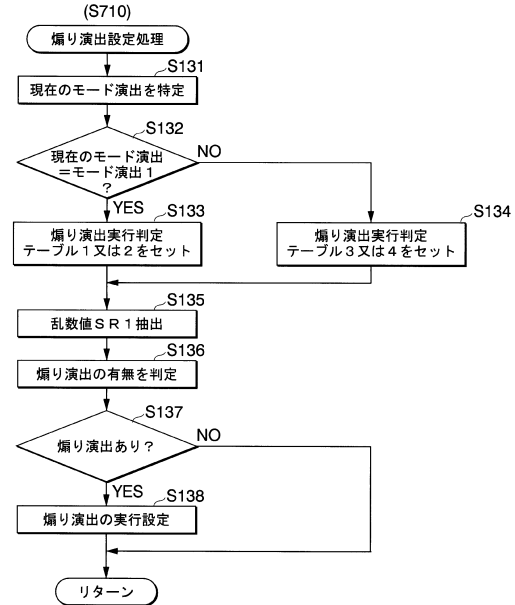 (S710)
煽り演出設定処理
S131
現在のモード演出を特定
S132
現在のモード演出
＝モード演出１
？
NO
YES
S133
煽り演出実行判定
テーブル１又は２をセット
S134
煽り演出実行判定
テーブル３又は４をセット
S135
乱数値ＳＲ１抽出
S136
煽り演出の有無を判定
S137
煽り演出あり？
NO
YES
S138
煽り演出の実行設定
リターン